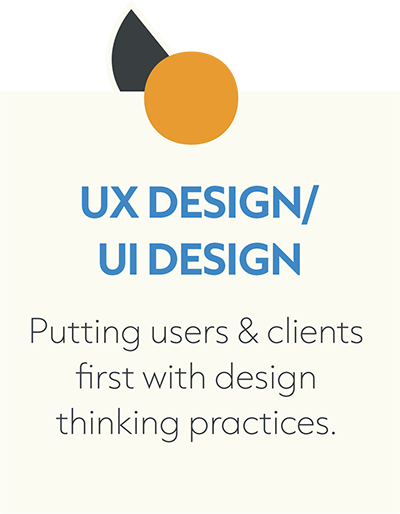 UX DESIGN/
UI DESIGN
Putting users & clients
first with design
thinking practices.